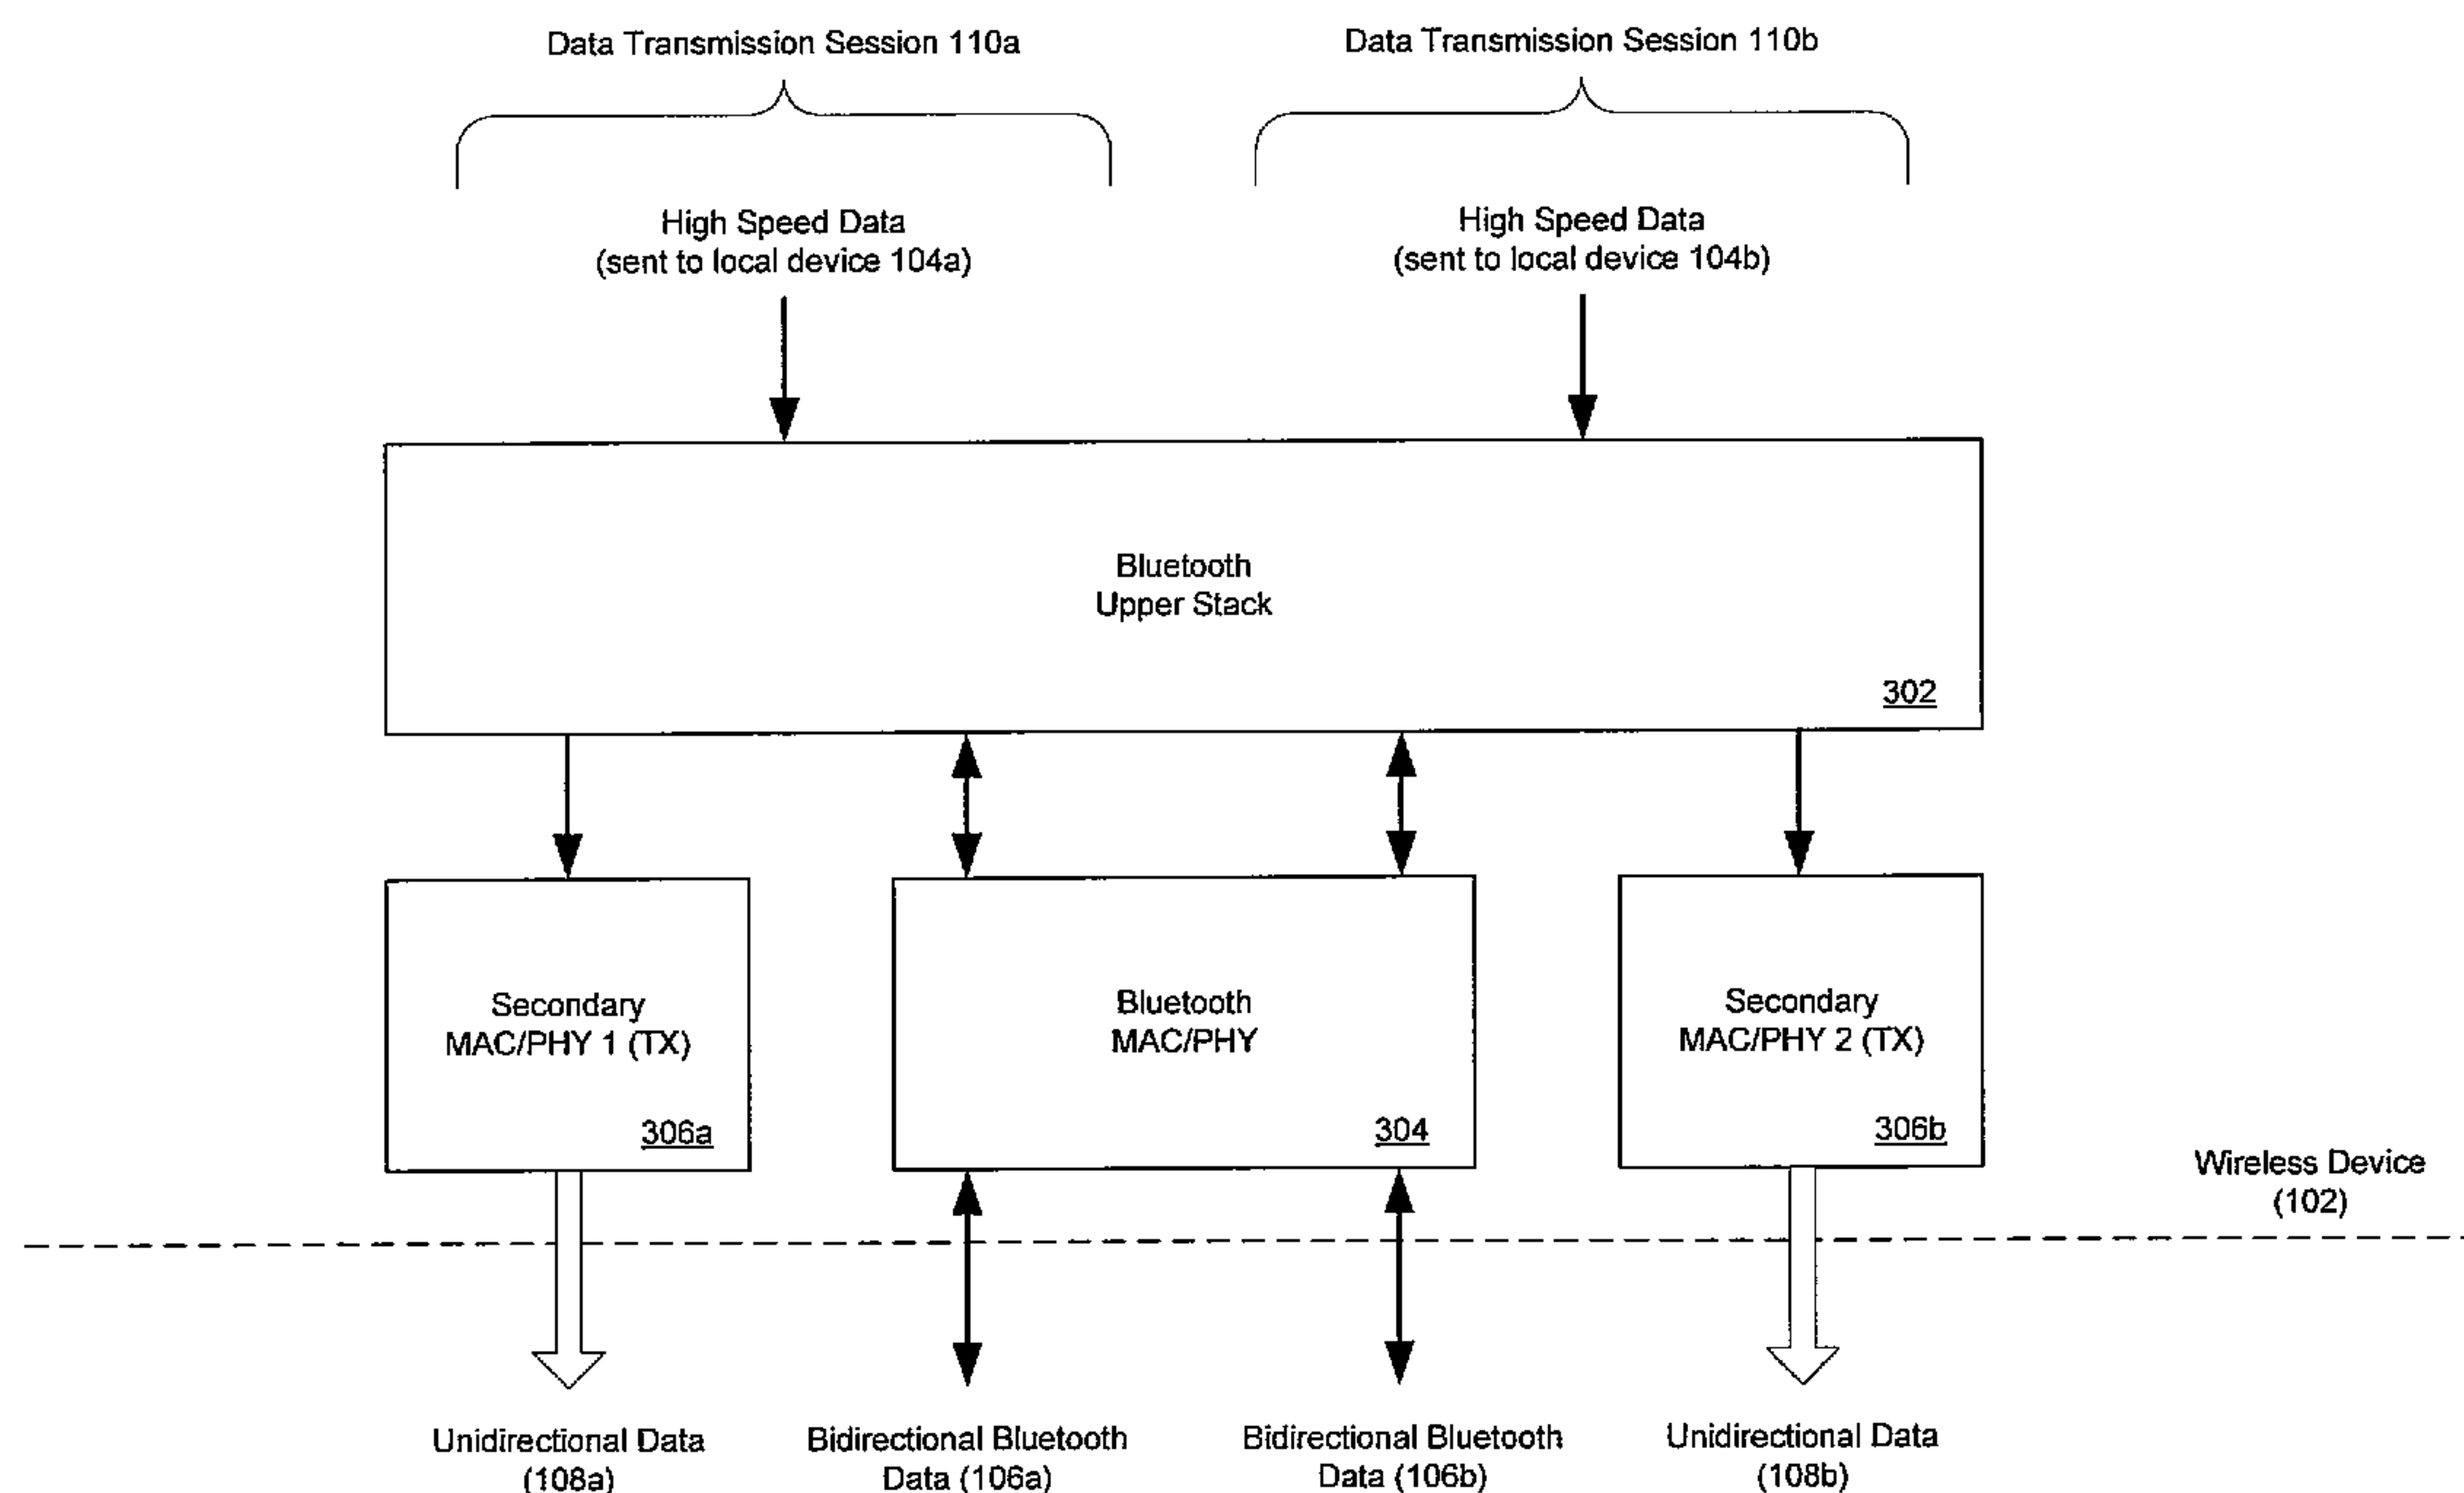 Data Transmission Session 110a
Data Transmission Session 110b
High Speed Data
(sent to local device 104a)
High Speed Data
(sent to local device 104b)
Bluetooth
Upper Stack
302
Secondary
MAC/PHY 1 (TX)
306a
Bluetooth
MAC/PHY
304
Secondary
MAC/PHY 2 (TX)
306b
Wireless Device
(102)
Unidirectional Data
(108a)
Bidirectional Bluetooth
Data (106a)
Bidirectional Bluetooth
Data (106b)
Unidirectional Data
(108b)